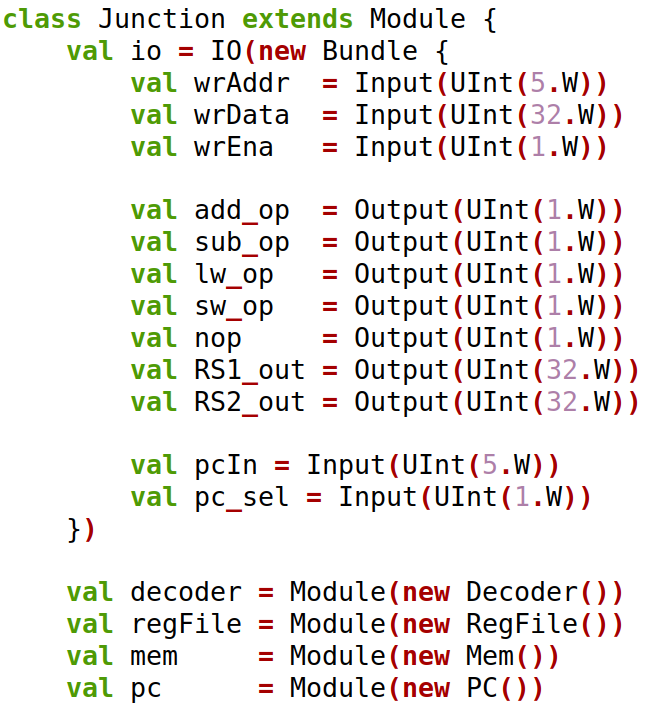 class Junction extends Module {
    val io = IO(new Bundle {
        val wrAddr  = Input(UInt(5.W))
        val wrData  = Input(UInt(32.W))
        val wrEna   = Input(UInt(1.W))

        val add_op  = Output(UInt(1.W))
        val sub_op  = Output(UInt(1.W))
        val lw_op   = Output(UInt(1.W))
        val sw_op   = Output(UInt(1.W))
        val nop     = Output(UInt(1.W))
        val RS1_out = Output(UInt(32.W))
        val RS2_out = Output(UInt(32.W))

        val pcIn = Input(UInt(5.W))
        val pc_sel = Input(UInt(1.W))
    })

    val decoder = Module(new Decoder())
    val regFile = Module(new RegFile())
    val mem     = Module(new Mem())
    val pc      = Module(new PC())